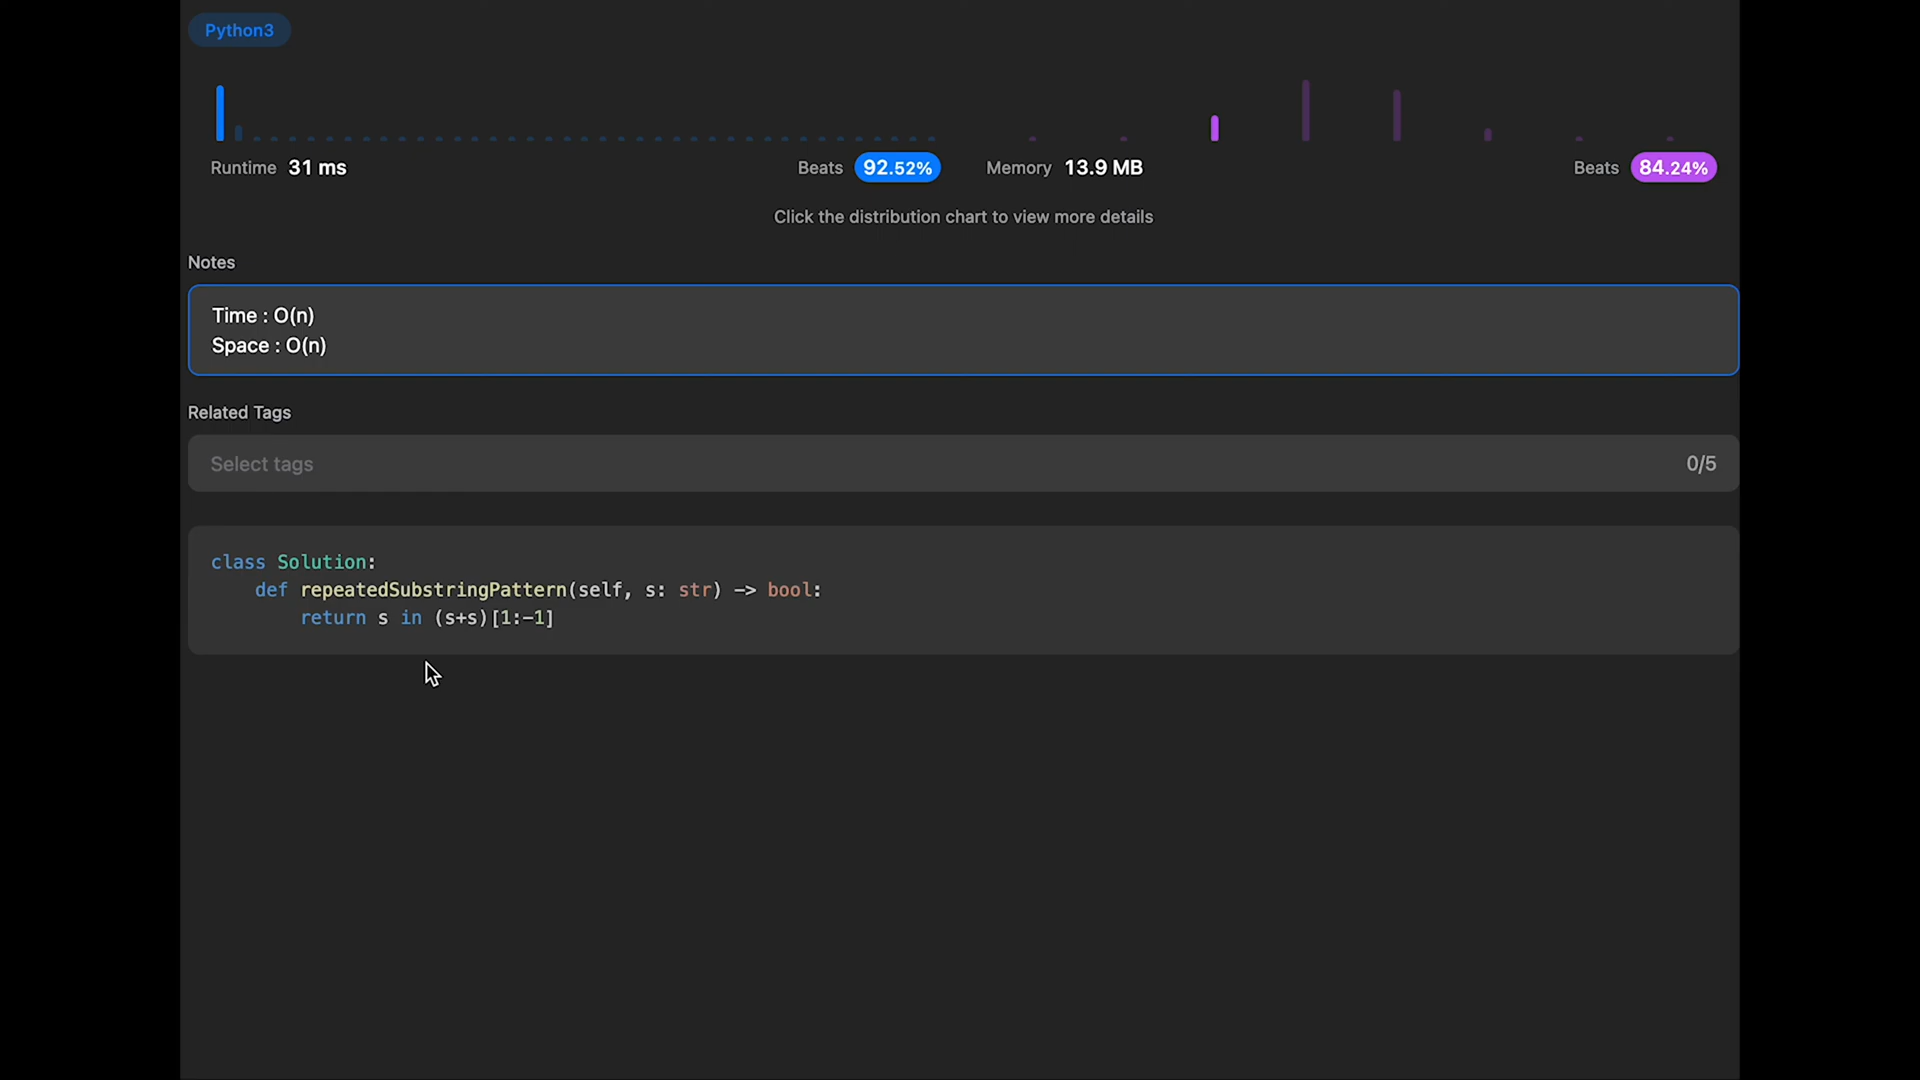 Python3
Runtime 31 ms Beats 92.52% Memory 13.9 MB Beats 84.24%
Click the distribution chart to view more details
Notes
Time : O(n)
Space : O(n)
Related Tags
Select tags 0/5
class Solution:
    def repeatedSubstringPattern(self, s: str) -> bool:
        return s in (s+s)[1:-1]